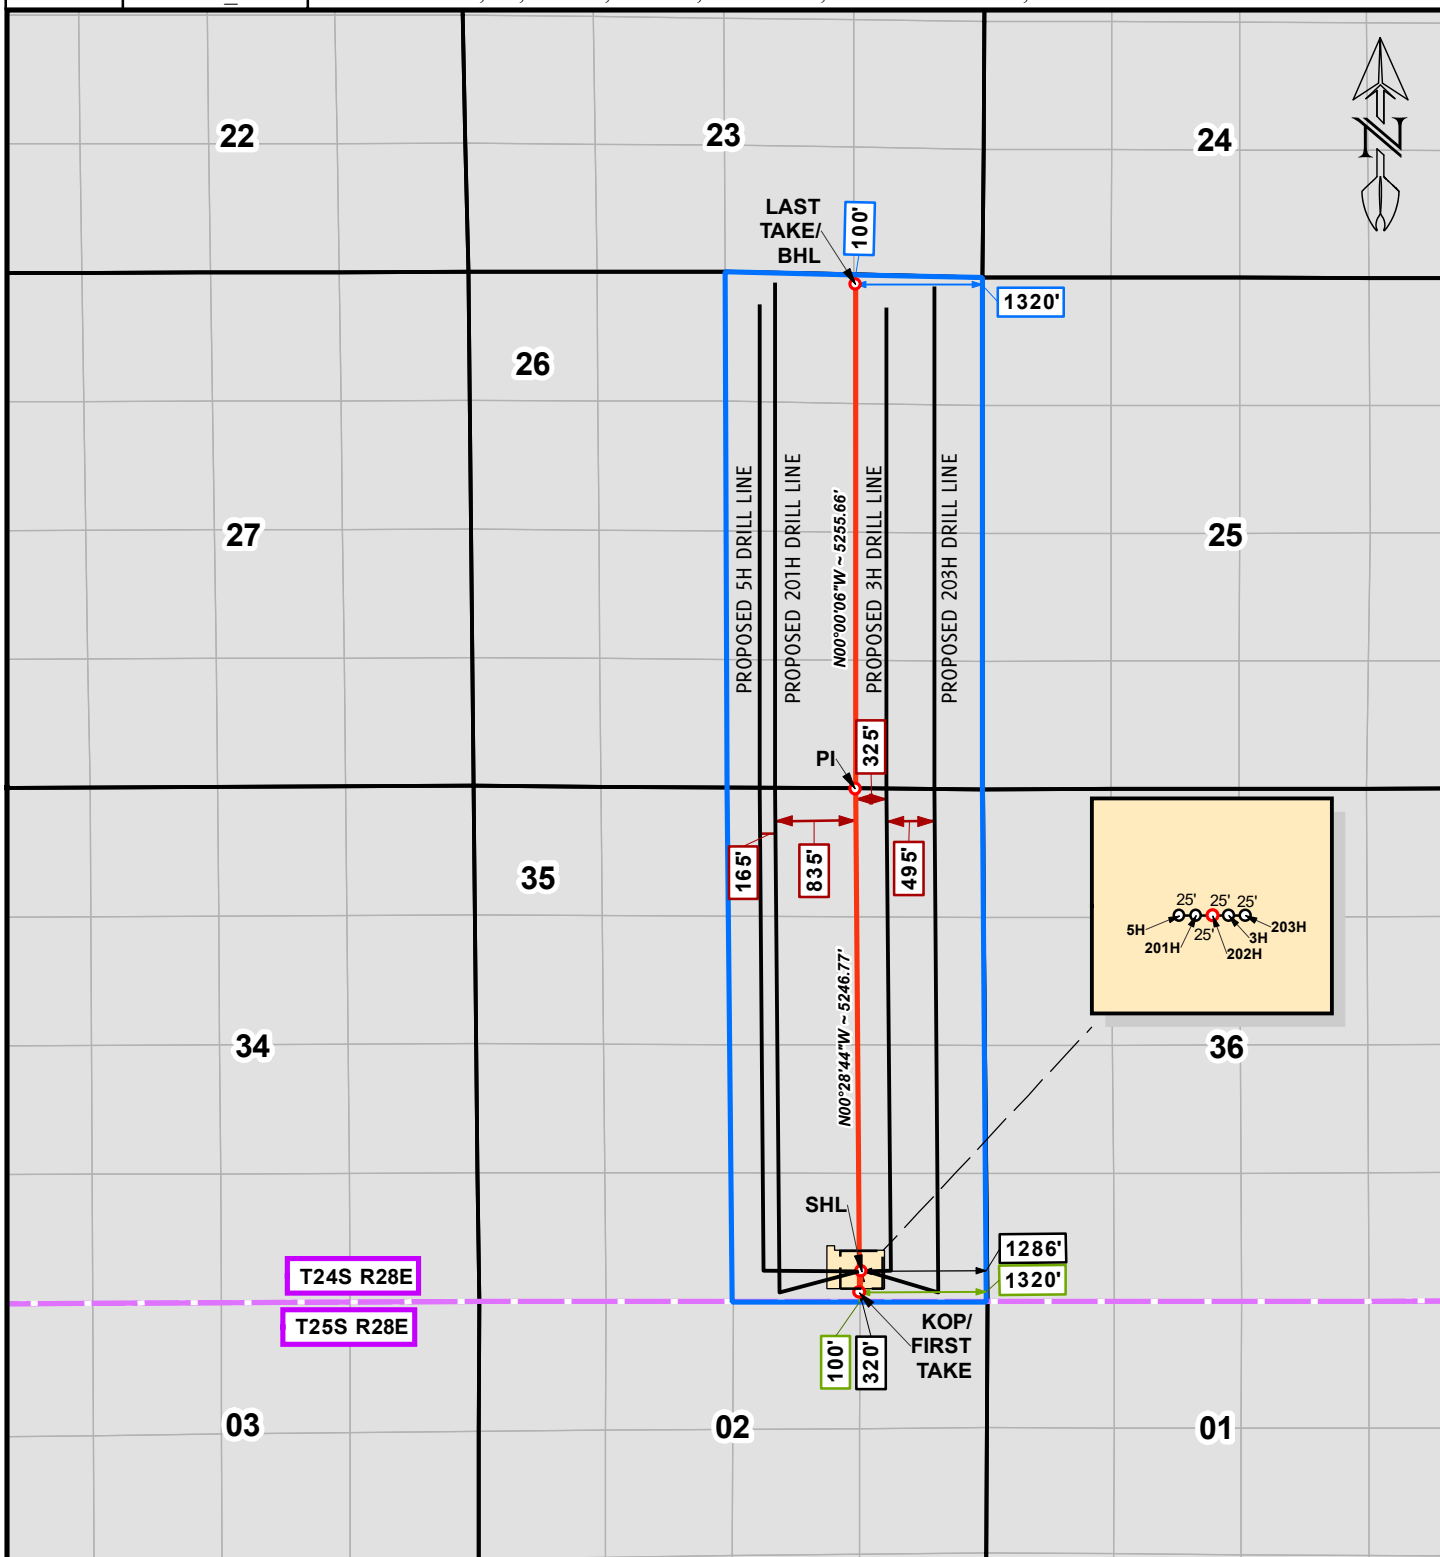 22
23
24
N
LAST
TAKE/
BHL
100'
1320'
26
PROPOSED 5H DRILL LINE
PROPOSED 201H DRILL LINE
N00°00'06"W ~ 5255.66'
PROPOSED 3H DRILL LINE
PROPOSED 203H DRILL LINE
27
25
PI
325'
165'
835'
495'
35
25' 25' 25'
5H
203H
201H
25'
3H
202H
N00°28'44"W ~ 5246.77'
34
36
SHL
1286'
1320'
T24S R28E
T25S R28E
100'
320'
KOP/
FIRST
TAKE
03
02
01